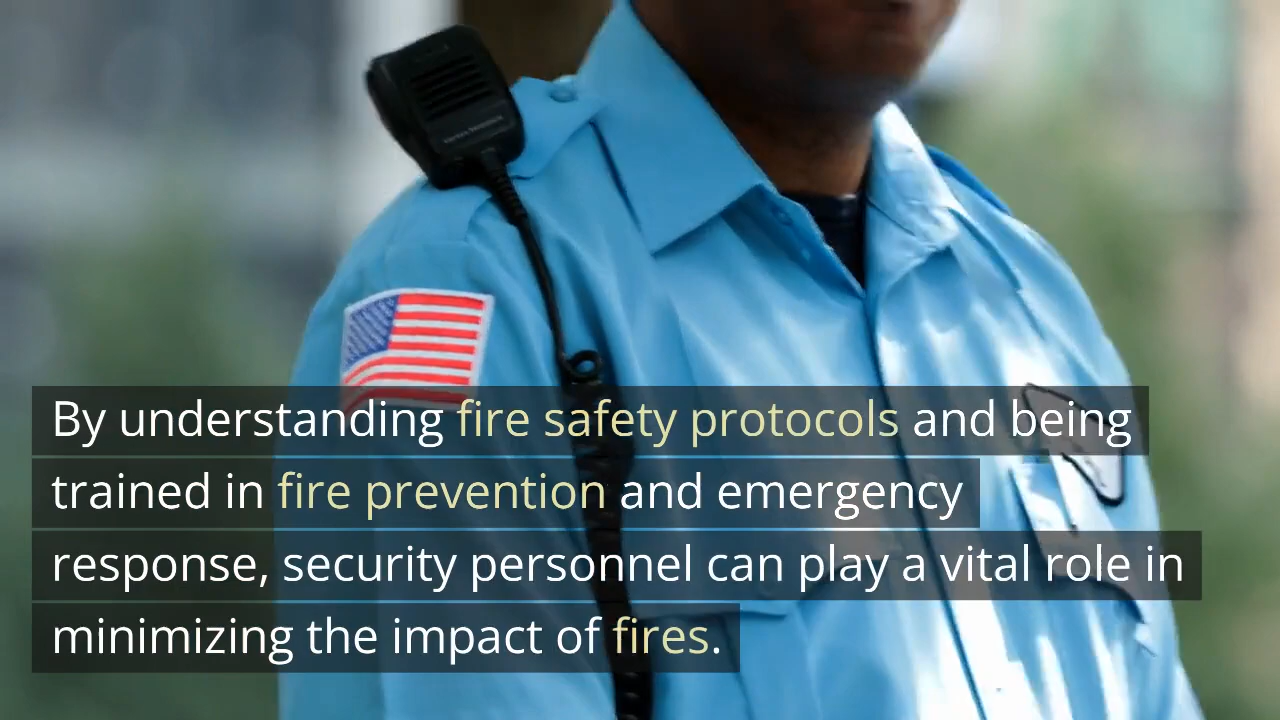 By understanding fire safety protocols and being
trained in fire prevention and emergency
response, security personnel can play a vital role in
minimizing the impact of fires.